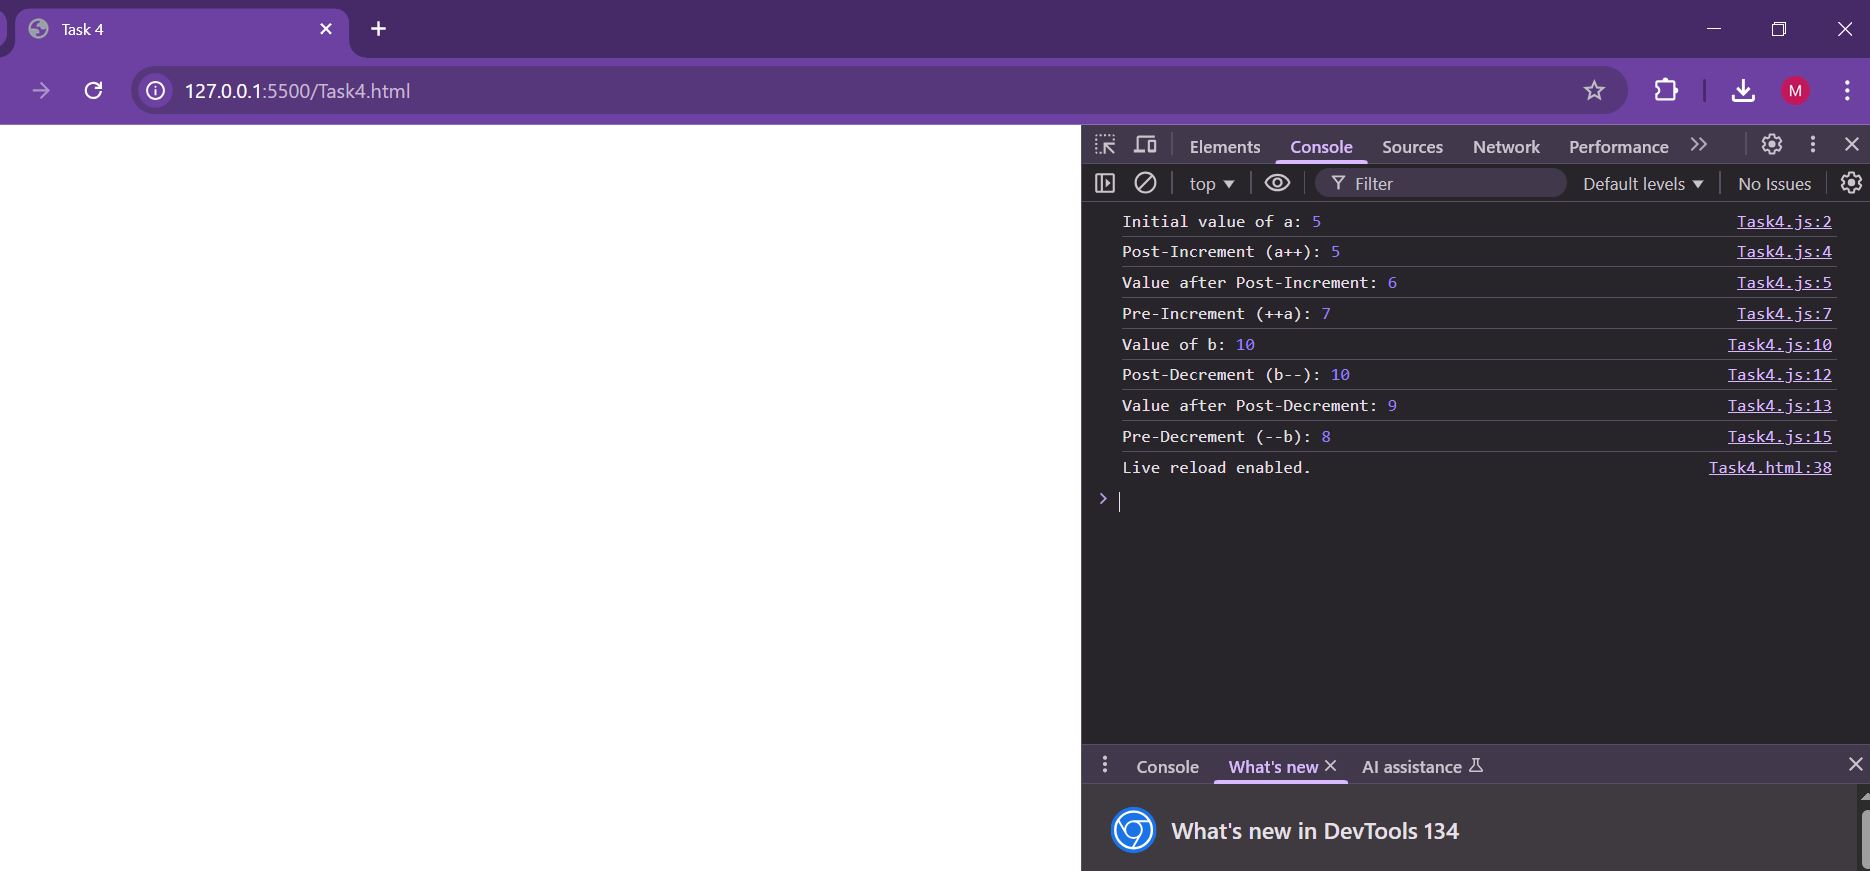 Task 4
127.0.0.1:5500/Task4.html
M
Elements Console Sources Network Performance
top Filter Default levels No Issues
Initial value of a: 5 Task4.js:2
Post-Increment (a++): 5 Task4.js:4
Value after Post-Increment: 6 Task4.js:5
Pre-Increment (++a): 7 Task4.js:7
Value of b: 10 Task4.js:10
Post-Decrement (b--): 10 Task4.js:12
Value after Post-Decrement: 9 Task4.js:13
Pre-Decrement (--b): 8 Task4.js:15
Live reload enabled. Task4.html:38
Console What's new AI assistance
What's new in DevTools 134